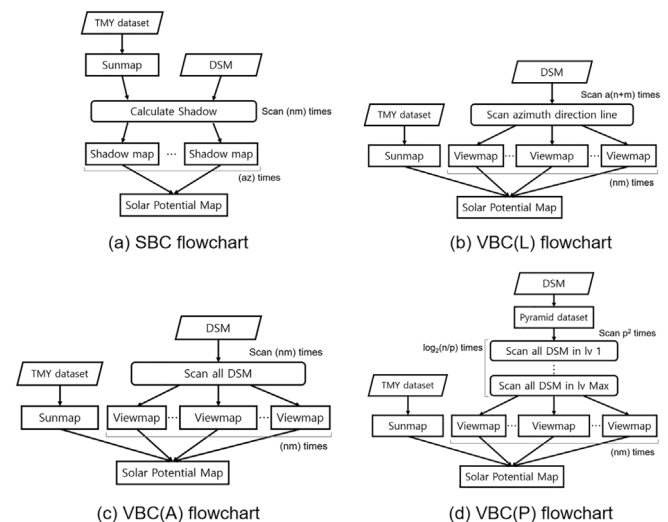 TMY dataset
Sunmap
DSM
Calculate Shadow
Scan (nm) times
Shadow map
...
Shadow map
(az) times
Solar Potential Map
(a) SBC flowchart
DSM
Scan a(n+m) times
TMY dataset
Scan azimuth direction line
Sunmap
Viewmap
...
Viewmap
...
Viewmap
(nm) times
Solar Potential Map
(b) VBC(L) flowchart
DSM
Scan (nm) times
TMY dataset
Scan all DSM
Sunmap
Viewmap
...
Viewmap
...
Viewmap
(nm) times
Solar Potential Map
(c) VBC(A) flowchart
DSM
Pyramid dataset
Scan p² times
log₂(n/p) times
Scan all DSM in lv 1
⋮
TMY dataset
Scan all DSM in lv Max
Sunmap
Viewmap
...
Viewmap
...
Viewmap
(nm) times
Solar Potential Map
(d) VBC(P) flowchart